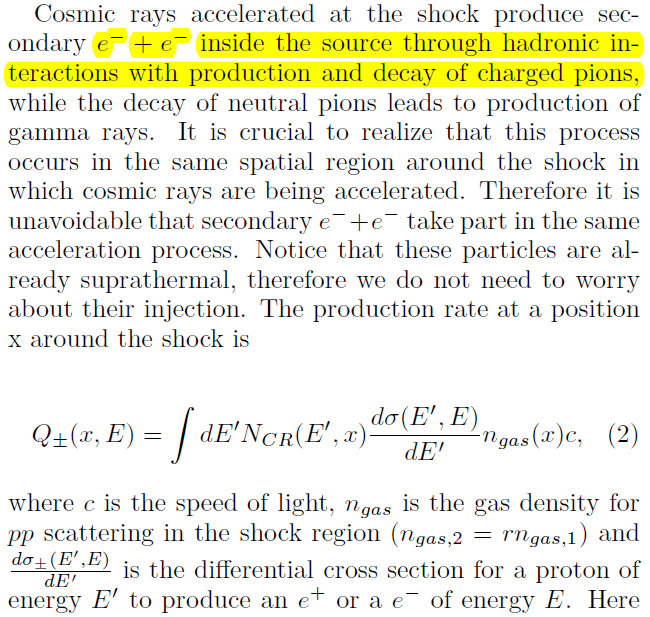 Cosmic rays accelerated at the shock produce sec-
ondary e⁻ + e⁻ inside the source through hadronic in-
teractions with production and decay of charged pions,
while the decay of neutral pions leads to production of
gamma rays. It is crucial to realize that this process
occurs in the same spatial region around the shock in
which cosmic rays are being accelerated. Therefore it is
unavoidable that secondary e⁻+e⁻ take part in the same
acceleration process. Notice that these particles are al-
ready suprathermal, therefore we do not need to worry
about their injection. The production rate at a position
x around the shock is
Q±(x, E) = ∫ dE′N_CR(E′, x) dσ(E′, E)/dE′ n_gas(x)c, (2)
where c is the speed of light, n_gas is the gas density for
pp scattering in the shock region (n_gas,2 = rn_gas,1) and
dσ±(E′,E)/dE′ is the differential cross section for a proton of
energy E′ to produce an e⁺ or a e⁻ of energy E. Here